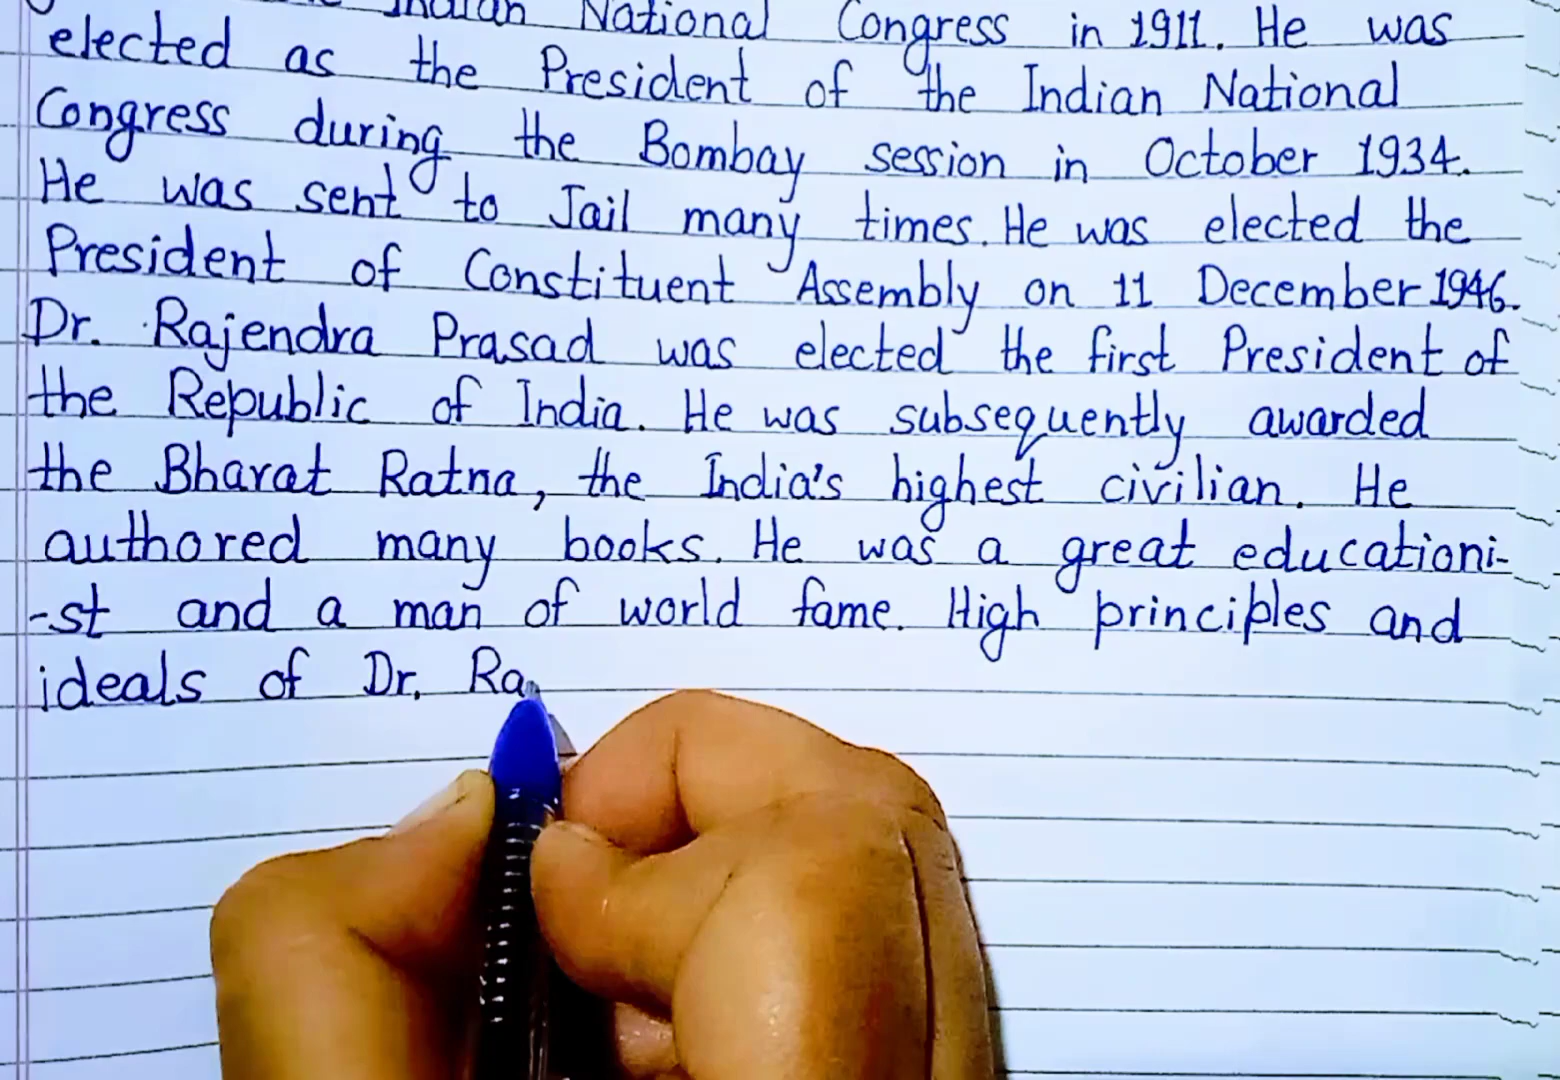 Indian National Congress in 1911. He was
elected as the President of the Indian National
Congress during the Bombay session in October 1934.
He was sent to Jail many times. He was elected the
President of Constituent Assembly on 11 December 1946.
Dr. Rajendra Prasad was elected the first President of
the Republic of India. He was subsequently awarded
the Bharat Ratna, the India's highest civilian. He
authored many books. He was a great educationi-
-st and a man of world fame. High principles and
ideals of Dr. Ra